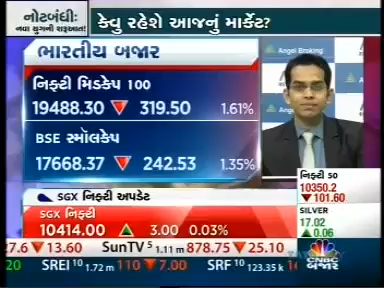 નોટબંધી:
નવા યુગની શરૂઆત!
કેવુ રહેશે આજનું માર્કેટ?
ભારતીય બજાર
નિફ્ટી મિડકેપ 100
19488.30 ▼ 319.50 1.61%
BSE સ્મૉલકેપ
17668.37 ▼ 242.53 1.35%
Angel Broking
SGX નિફ્ટી અપડેટ
SGX નિફ્ટી
10414.00 ▲ 3.00 0.03%
નિફ્ટી 50
10350.2
▼101.60
SILVER
17.02
▲0.06
27.6 ▼ 13.60 SunTV 5 1.11 m 878.75 ▼ 25.10
20 SREI 10 1.72 m 110 ▼ 7.00 SRF 10 123.35 k
CNBC
બજાર